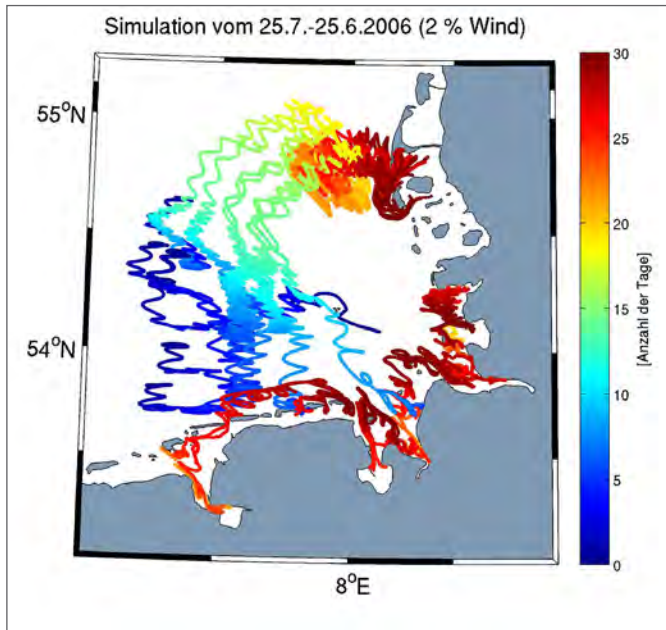 Simulation vom 25.7.-25.6.2006 (2 % Wind)
55°N
54°N
8°E
30
25
20
15
10
5
0
[Anzahl der Tage]